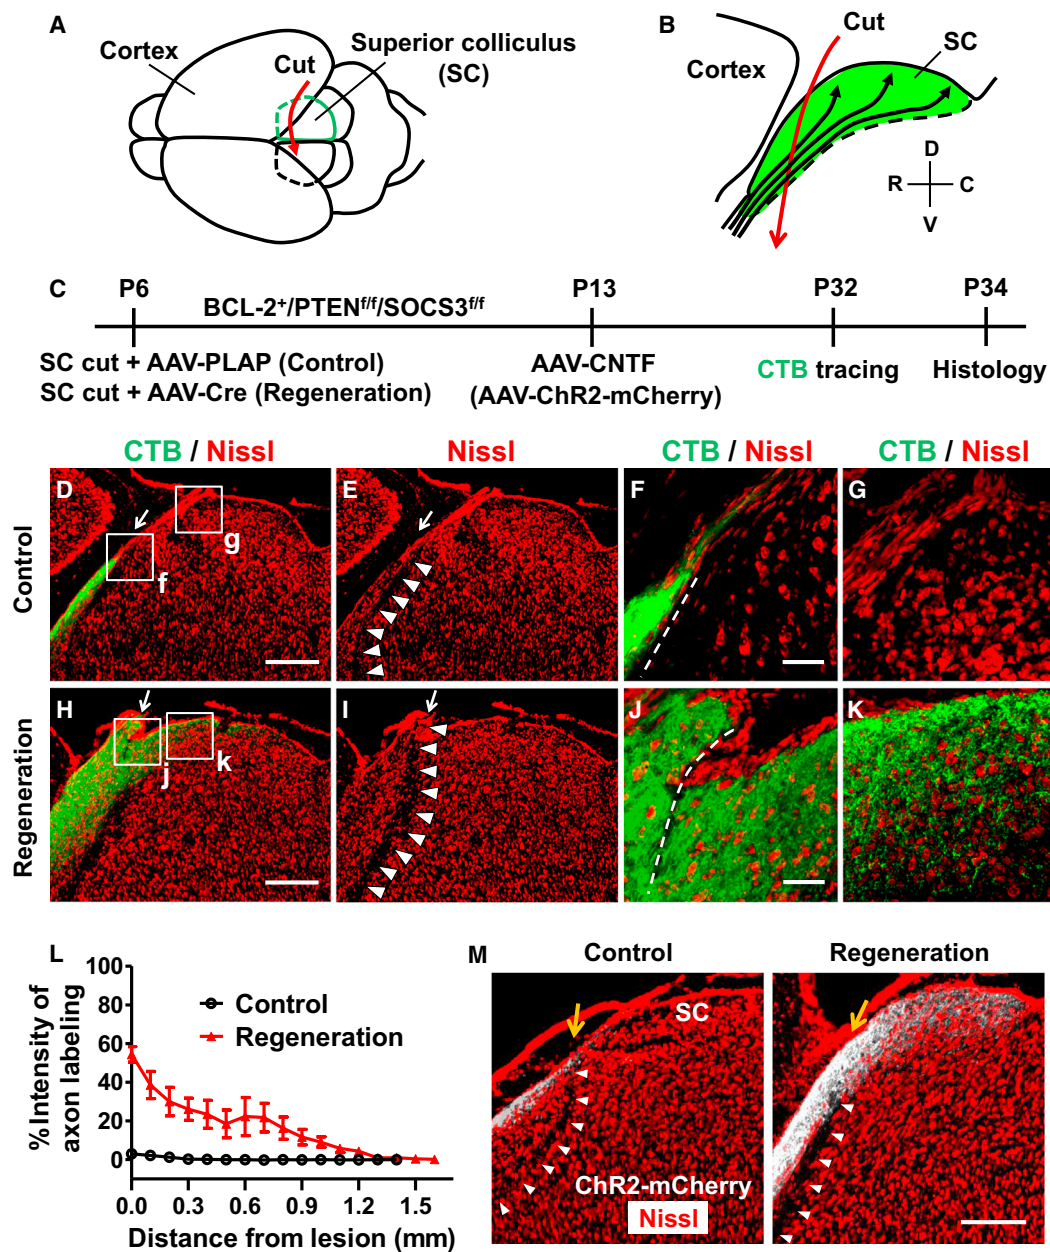 A
Cortex
Cut
Superior colliculus
(SC)
B
Cortex
Cut
SC
D
R
C
V
C
P6
BCL-2+/PTENf/f/SOCS3f/f
P13
P32
P34
SC cut + AAV-PLAP (Control)
SC cut + AAV-Cre (Regeneration)
AAV-CNTF
(AAV-ChR2-mCherry)
CTB tracing
Histology
CTB / Nissl
Nissl
CTB / Nissl
CTB / Nissl
Control
D
f
g
E
F
G
Regeneration
H
j
k
I
J
K
L
% Intensity of
axon labeling
100
80
60
40
20
0
Control
Regeneration
0.0
0.3
0.6
0.9
1.2
1.5
Distance from lesion (mm)
M
Control
Regeneration
SC
ChR2-mCherry
Nissl